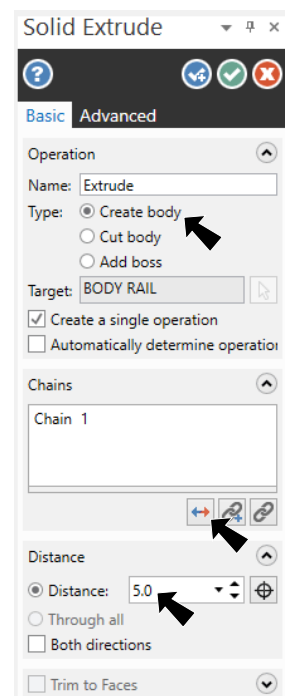 Solid Extrude
Basic Advanced
Operation
Name: Extrude
Type: Create body
Cut body
Add boss
Target: BODY RAIL
Create a single operation
Automatically determine operation
Chains
Chain 1
Distance
Distance: 5.0
Through all
Both directions
Trim to Faces